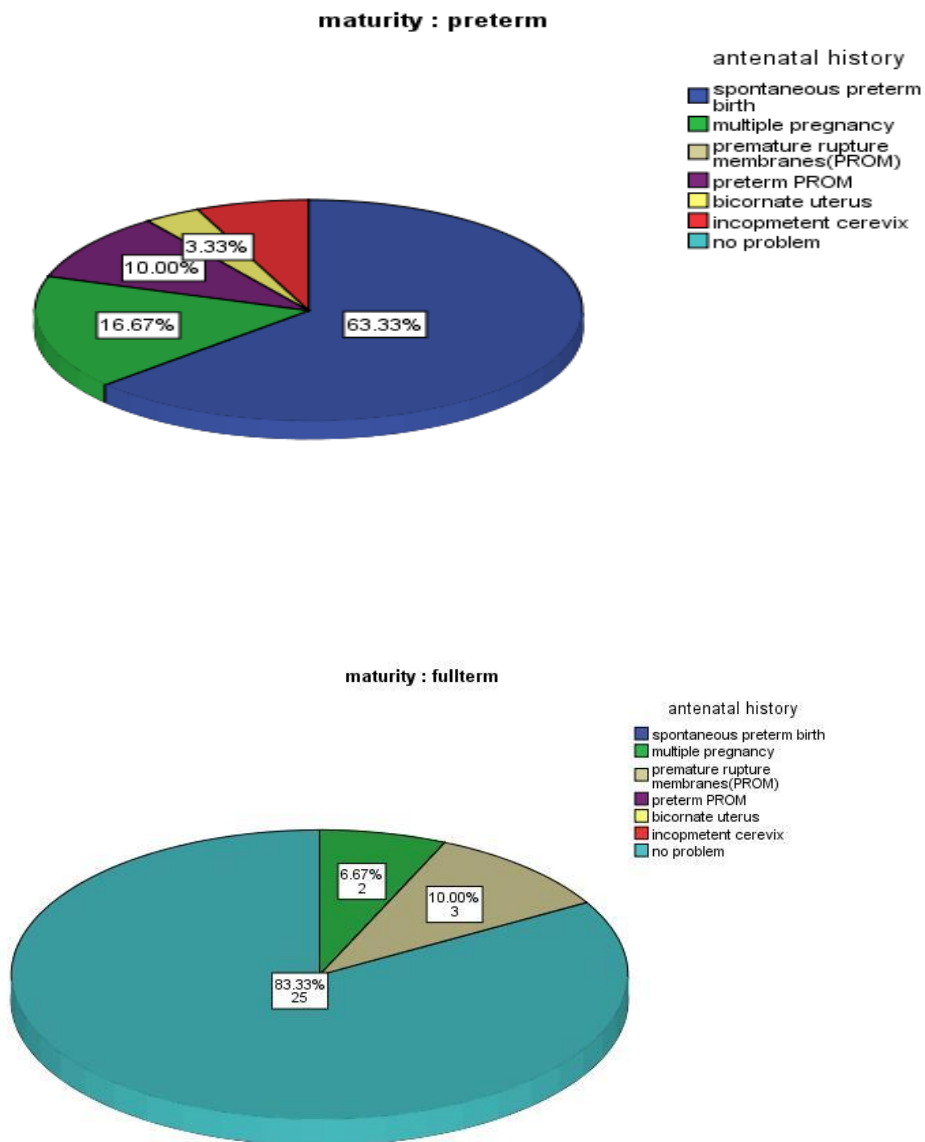 maturity : preterm
antenatal history
spontaneous preterm
birth
multiple pregnancy
premature rupture
membranes(PROM)
preterm PROM
bicornate uterus
incopmetent cerevix
no problem
3.33%
10.00%
16.67%
63.33%
maturity : fullterm
antenatal history
spontaneous preterm birth
multiple pregnancy
premature rupture
membranes(PROM)
preterm PROM
bicornate uterus
incopmetent cerevix
no problem
6.67%
2
10.00%
3
83.33%
25